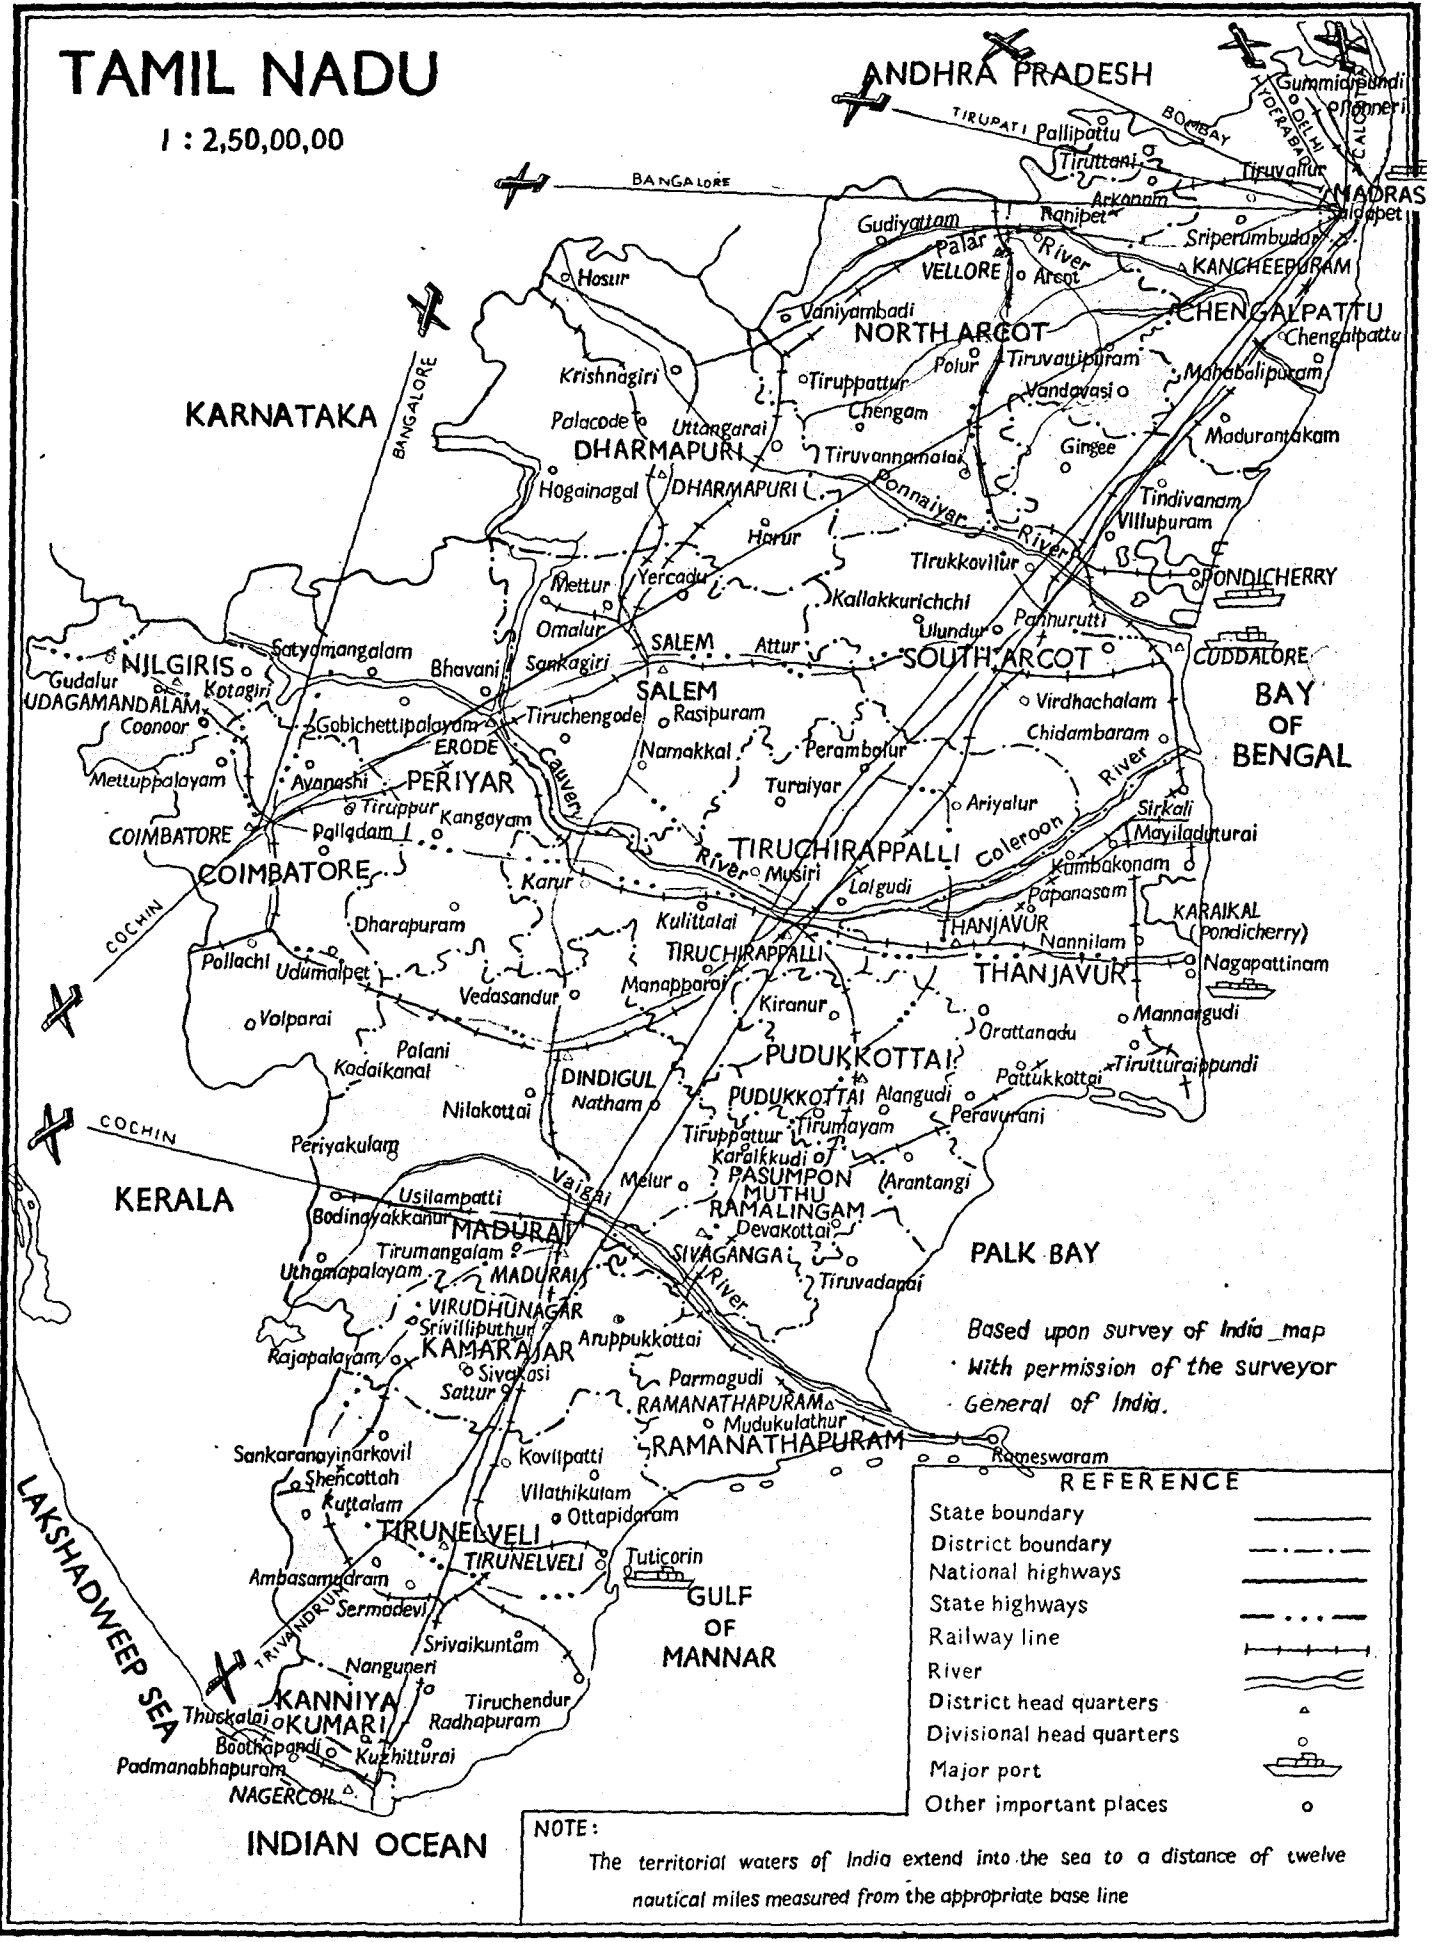 TAMIL NADU
1 : 2,50,00,00
ANDHRA PRADESH
Gummidipundi
Ponneri
HYDERABAD
DELHI
CALCUTTA
BOMBAY
TIRUPATI
Pallipattu
Tiruttani
Tiruvallur
BANGALORE
Arkonam
MADRAS
Saidapet
Gudiyattam
Ranipet
Sriperumbudur
Palar
River
VELLORE
Arcot
KANCHEEPURAM
Hosur
Vaniyambadi
CHENGALPATTU
NORTH ARCOT
Chengalpattu
Polur
Tiruvattipuram
Krishnagiri
Tiruppattur
Vandavasi
Mahabalipuram
KARNATAKA
BANGALORE
Palacode
Uttangarai
Chengam
Madurantakam
DHARMAPURI
Tiruvannamalai
Gingee
Hogainagal
DHARMAPURI
Ponnaiyar
River
Tindivanam
Villupuram
Harur
Tirukkovilur
Mettur
Yercadu
PONDICHERRY
Kallakkurichchi
Omalur
Ulundur
Panhurutti
Satyamangalam
SALEM
Attur
NILGIRIS
Bhavani
Sankagiri
SOUTH ARCOT
CUDDALORE
Gudalur
Kotagiri
UDAGAMANDALAM
SALEM
BAY
OF
BENGAL
Coonoor
Gobichettipalayam
Tiruchengode
Rasipuram
Virdhachalam
ERODE
Namakkal
Perambalur
Chidambaram
Mettuppalayam
Avanashi
PERIYAR
Cauvery
Turaiyar
River
Tiruppur
Kangayam
Ariyalur
Sirkali
COIMBATORE
Palladam
Mayiladuturai
COIMBATORE
TIRUCHIRAPPALLI
Coleroon
River
Musiri
Kumbakonam
Karur
Lalgudi
Papanasam
COCHIN
Dharapuram
Kulittalai
THANJAVUR
KARAIKAL
(Pondicherry)
Nannilam
Pollachi
Udumalpet
TIRUCHIRAPPALLI
THANJAVUR
Nagapattinam
Manapparai
Vedasandur
Kiranur
Valparai
Orattanadu
Mannargudi
Palani
Kodaikanal
PUDUKKOTTAI
Tirutturaippundi
DINDIGUL
Pattukkottai
Natham
PUDUKKOTTAI
Alangudi
Nilakottai
Peravurani
COCHIN
Tiruppattur
Tirumayam
Periyakulam
Karaikkudi
KERALA
Vaigai
Melur
PASUMPON
MUTHU
RAMALINGAM
Arantangi
Usilampatti
Bodinayakkanur
MADURAI
Devakottai
Tirumangalam
SIVAGANGAI
PALK BAY
Uthamapalayam
MADURAI
River
Tiruvadanai
VIRUDHUNAGAR
Srivilliputhur
Aruppukkottai
Based upon survey of India map
With permission of the surveyor
General of India.
Rajapalayam
KAMARAJAR
Sivakasi
Sattur
Parmagudi
RAMANATHAPURAM
Mudukulathur
RAMANATHAPURAM
Sankaranayinarkovil
Kovilpatti
Rameswaram
Shencottah
Vilathikulam
Kuttalam
Ottapidaram
LAKSHADWEEP SEA
TIRUNELVELI
TIRUNELVELI
Tuticorin
Ambasamudram
GULF
OF
MANNAR
Sermadevi
TRIVANDRUM
Srivaikuntam
Nanguneri
KANNIYA
KUMARI
Tiruchendur
Radhapuram
Thuckalai
Boothapandi
Kuzhitturai
Padmanabhapuram
NAGERCOIL
INDIAN OCEAN
REFERENCE
State boundary
District boundary
National highways
State highways
Railway line
River
District head quarters
Divisional head quarters
Major port
Other important places
NOTE:
The territorial waters of India extend into the sea to a distance of twelve
nautical miles measured from the appropriate base line